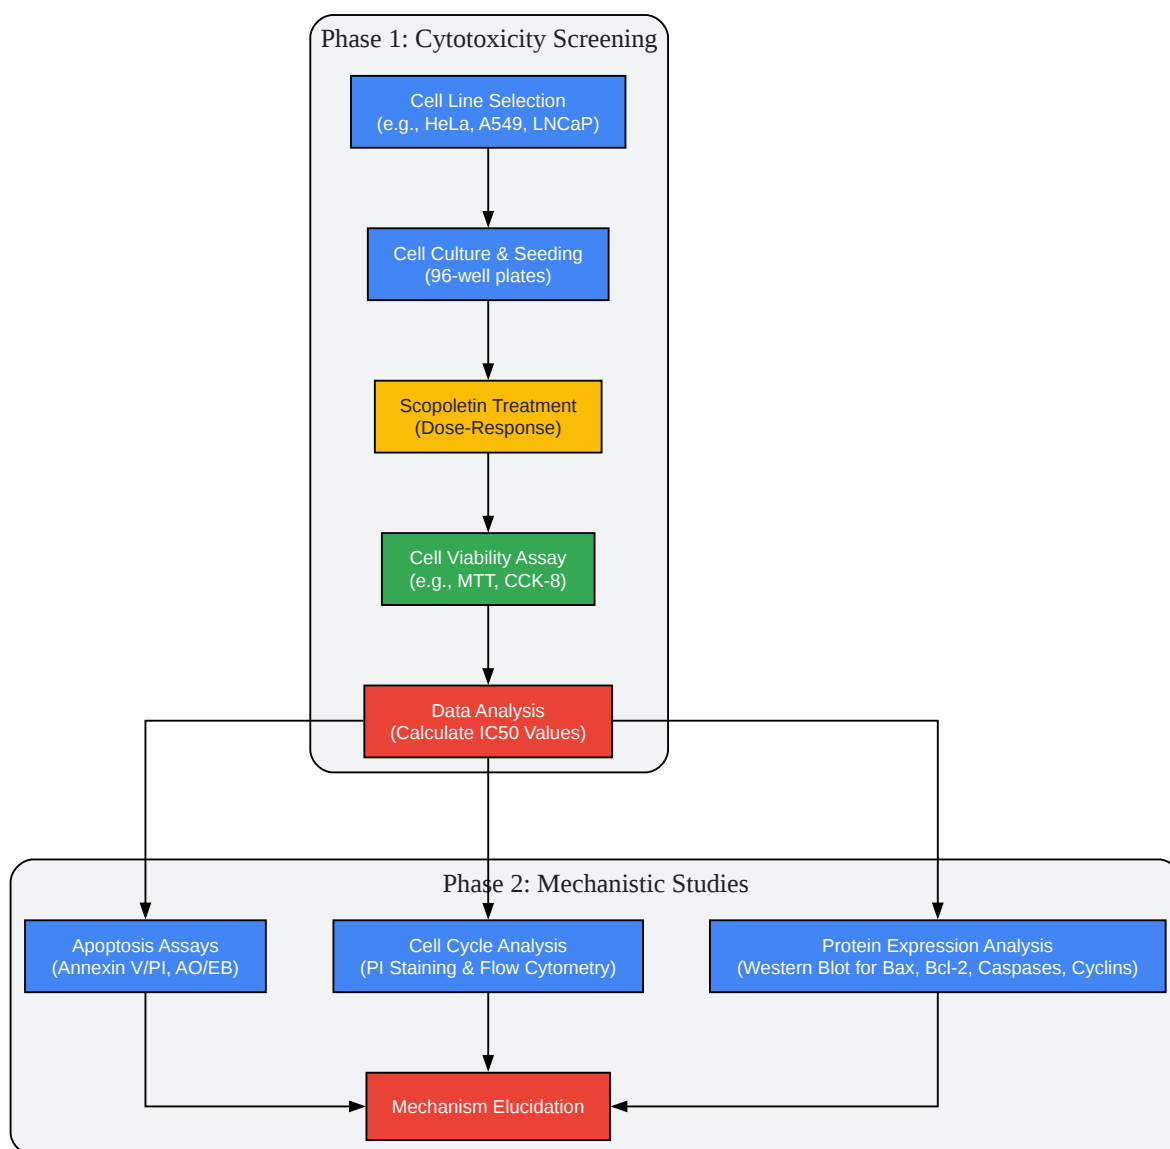 Phase 1: Cytotoxicity Screening
Cell Line Selection
(e.g., HeLa, A549, LNCaP)
Cell Culture & Seeding
(96-well plates)
Scopoletin Treatment
(Dose-Response)
Cell Viability Assay
(e.g., MTT, CCK-8)
Data Analysis
(Calculate IC50 Values)
Phase 2: Mechanistic Studies
Apoptosis Assays
(Annexin V/PI, AO/EB)
Cell Cycle Analysis
(PI Staining & Flow Cytometry)
Protein Expression Analysis
(Western Blot for Bax, Bcl-2, Caspases, Cyclins)
Mechanism Elucidation